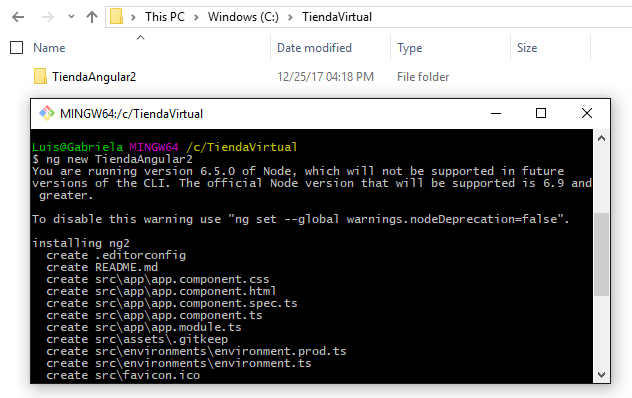 This PC > Windows (C:) > TiendaVirtual
Name Date modified Type Size
TiendaAngular2 12/25/17 04:18 PM File folder
MINGW64:/c/TiendaVirtual
Luis@Gabriela MINGW64 /c/TiendaVirtual
$ ng new TiendaAngular2
You are running version 6.5.0 of Node, which will not be supported in future
versions of the CLI. The official Node version that will be supported is 6.9 and
greater.
To disable this warning use "ng set --global warnings.nodeDeprecation=false".
installing ng2
create .editorconfig
create README.md
create src\app\app.component.css
create src\app\app.component.html
create src\app\app.component.spec.ts
create src\app\app.component.ts
create src\app\app.module.ts
create src\assets\.gitkeep
create src\environments\environment.prod.ts
create src\environments\environment.ts
create src\favicon.ico